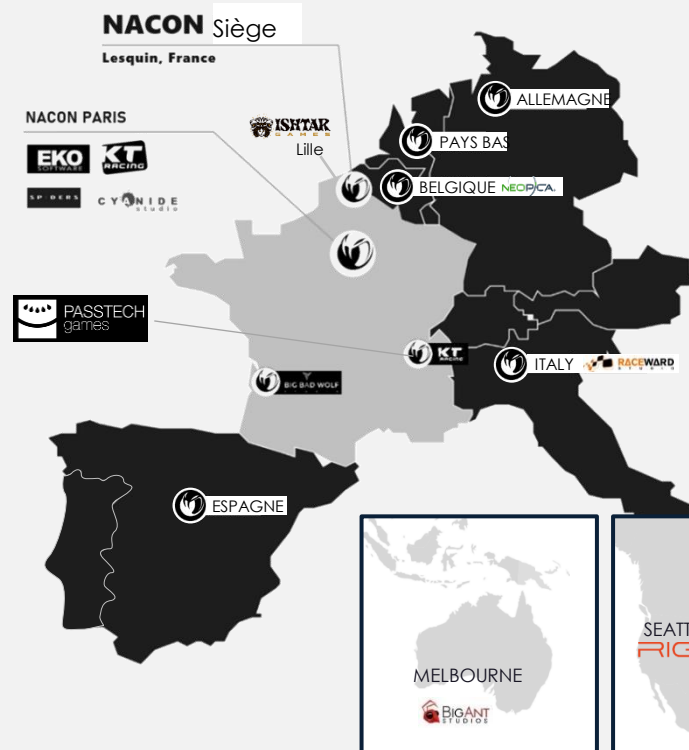 NACON Siège
Lesquin, France
NACON PARIS
EKO
SOFTWARE
KT
RACING
SPIDERS
CYANIDE
studio
ISHTAR
GAMES
Lille
ALLEMAGNE
PAYS BAS
BELGIQUE NEOPICA.
PASSTECH
games
KT
RACING
BIG BAD WOLF
ITALY RACEWARD
STUDIO
ESPAGNE
MELBOURNE
BIGANT
STUDIOS
SEATT
RIG